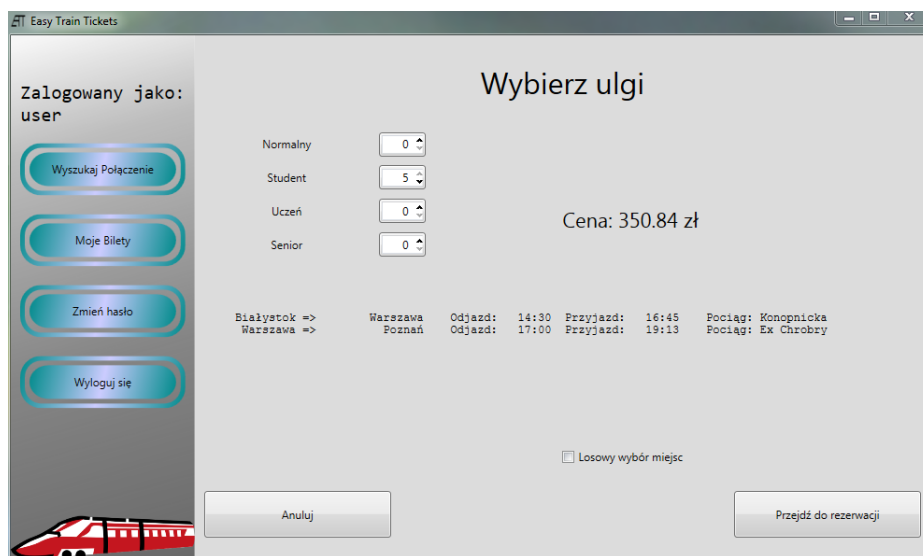 Easy Train Tickets
Zalogowany jako:
user
Wyszukaj Połączenie
Moje Bilety
Zmień hasło
Wyloguj się
Wybierz ulgi
Normalny 0
Student 5
Uczeń 0
Senior 0
Cena: 350.84 zł
Białystok => Warszawa Odjazd: 14:30 Przyjazd: 16:45 Pociąg: Konopnicka
Warszawa => Poznań Odjazd: 17:00 Przyjazd: 19:13 Pociąg: Ex Chrobry
Losowy wybór miejsc
Anuluj
Przejdź do rezerwacji